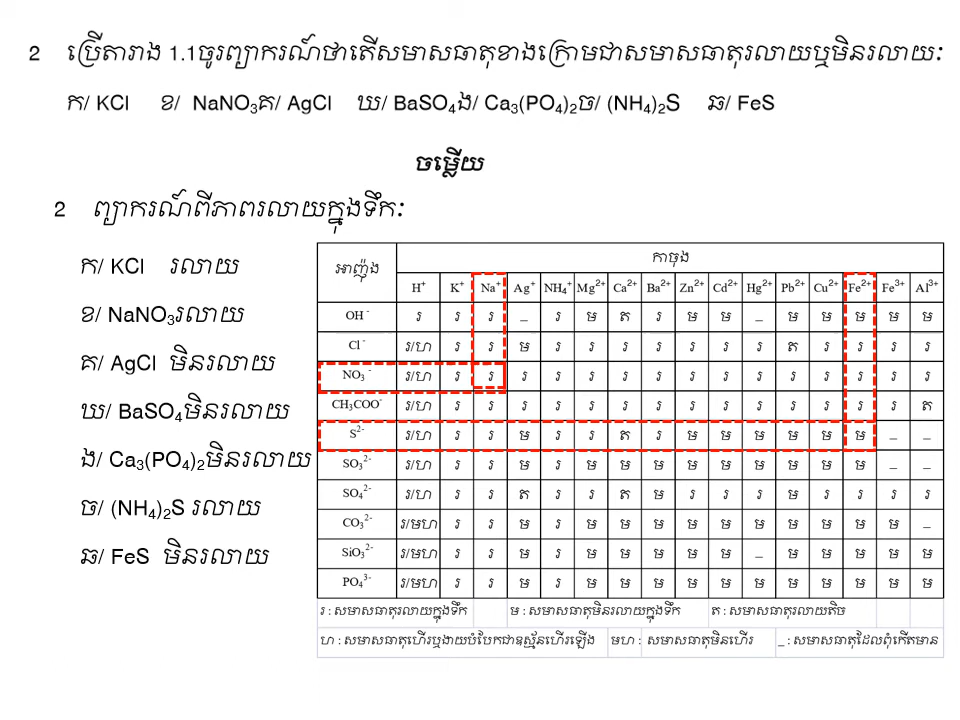 2 ប្រើតារាង 1.1ចូរព្យាករណ៍ថាតើសមាសធាតុខាងក្រោមជាសមាសធាតុរលាយឬមិនរលាយ:
ក/ KCl ខ/ NaNO₃គ/ AgCl ឃ/ BaSO₄ង/ Ca₃(PO₄)₂ច/ (NH₄)₂S ឆ/ FeS
ចម្លើយ
2 ព្យាករណ៍ពីភាពរលាយក្នុងទឹក:
ក/ KCl រលាយ
ខ/ NaNO₃រលាយ
គ/ AgCl មិនរលាយ
ឃ/ BaSO₄មិនរលាយ
ង/ Ca₃(PO₄)₂មិនរលាយ
ច/ (NH₄)₂S រលាយ
ឆ/ FeS មិនរលាយ
អាញ៉ុង កាចុង
H⁺ K⁺ Na⁺ Ag⁺ NH₄⁺ Mg²⁺ Ca²⁺ Ba²⁺ Zn²⁺ Cd²⁺ Hg²⁺ Pb²⁺ Cu²⁺ Fe²⁺ Fe³⁺ Al³⁺
OH⁻ រ រ រ _ រ ម ត រ ម ម _ ម ម ម ម ម
Cl⁻ រ/ហ រ រ ម រ រ រ រ រ រ រ ត រ រ រ រ
NO₃⁻ រ/ហ រ រ រ រ រ រ រ រ រ រ រ រ រ រ រ
CH₃COO⁻ រ/ហ រ រ រ រ រ រ រ រ រ រ រ រ រ រ ត
S²⁻ រ/ហ រ រ ម រ រ ត រ ម ម ម ម ម ម _ _
SO₃²⁻ រ/ហ រ រ ម រ ម ម ម ម ម ម ម ម ម _ _
SO₄²⁻ រ/ហ រ រ ត រ រ ត ម រ រ រ ម រ រ រ រ
CO₃²⁻ រ/មហ រ រ ម រ ម ម ម ម ម ម ម ម ម ម _
SiO₃²⁻ រ/មហ រ រ ម រ ម ម ម ម ម _ ម ម ម ម ម
PO₄³⁻ រ/មហ រ រ ម រ ម ម ម ម ម ម ម ម ម ម ម
រ : សមាសធាតុរលាយក្នុងទឹក ម : សមាសធាតុមិនរលាយក្នុងទឹក ត : សមាសធាតុរលាយតិច
ហ : សមាសធាតុហើរឬងាយបំបែកជាឧស្ម័នហើរឡើង មហ : សមាសធាតុមិនហើរ _ : សមាសធាតុដែលពុំកើតមាន